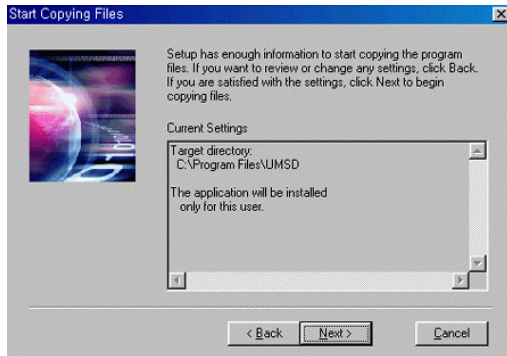 Start Copying Files
Setup has enough information to start copying the program
files. If you want to review or change any settings, click Back.
If you are satisfied with the settings, click Next to begin
copying files.
Current Settings
Target directory:
C:\Program Files\UMSD
The application will be installed
only for this user.
< Back
Next >
Cancel